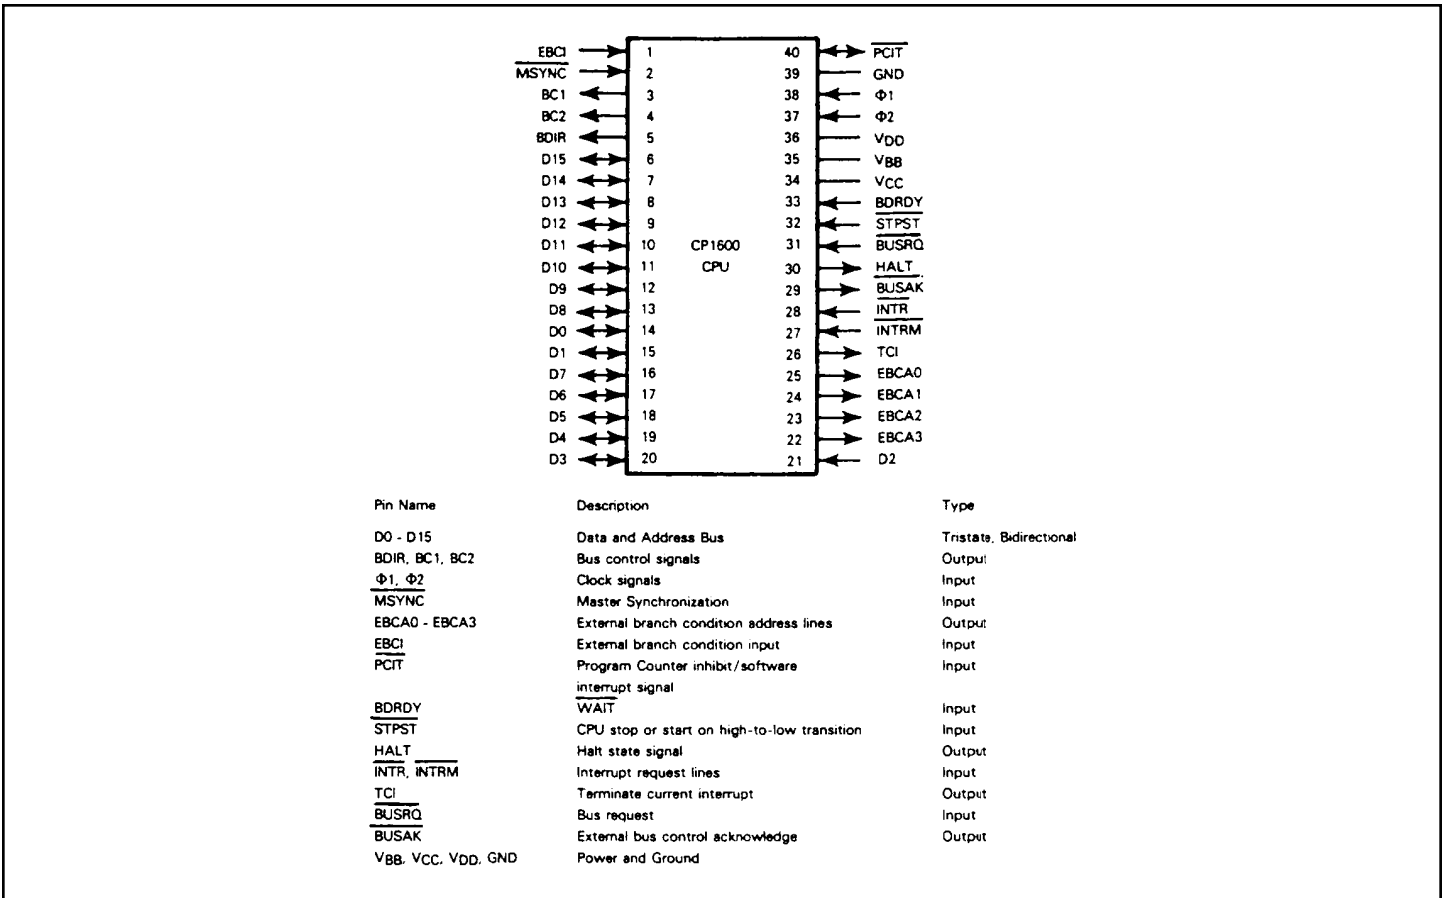 EBCI 1 40 PCIT
MSYNC 2 39 GND
BC1 3 38 Φ1
BC2 4 37 Φ2
BDIR 5 36 VDD
D15 6 35 VBB
D14 7 34 VCC
D13 8 33 BDRDY
D12 9 32 STPST
D11 10 CP1600 31 BUSRQ
D10 11 CPU 30 HALT
D9 12 29 BUSAK
D8 13 28 INTR
D0 14 27 INTRM
D1 15 26 TCI
D7 16 25 EBCA0
D6 17 24 EBCA1
D5 18 23 EBCA2
D4 19 22 EBCA3
D3 20 21 D2
Pin Name Description Type
D0 - D15 Data and Address Bus Tristate, Bidirectional
BDIR, BC1, BC2 Bus control signals Output
Φ1, Φ2 Clock signals Input
MSYNC Master Synchronization Input
EBCA0 - EBCA3 External branch condition address lines Output
EBCI External branch condition input Input
PCIT Program Counter inhibit/software Input
interrupt signal
BDRDY WAIT Input
STPST CPU stop or start on high-to-low transition Input
HALT Halt state signal Output
INTR, INTRM Interrupt request lines Input
TCI Terminate current interrupt Output
BUSRQ Bus request Input
BUSAK External bus control acknowledge Output
VBB, VCC, VDD, GND Power and Ground